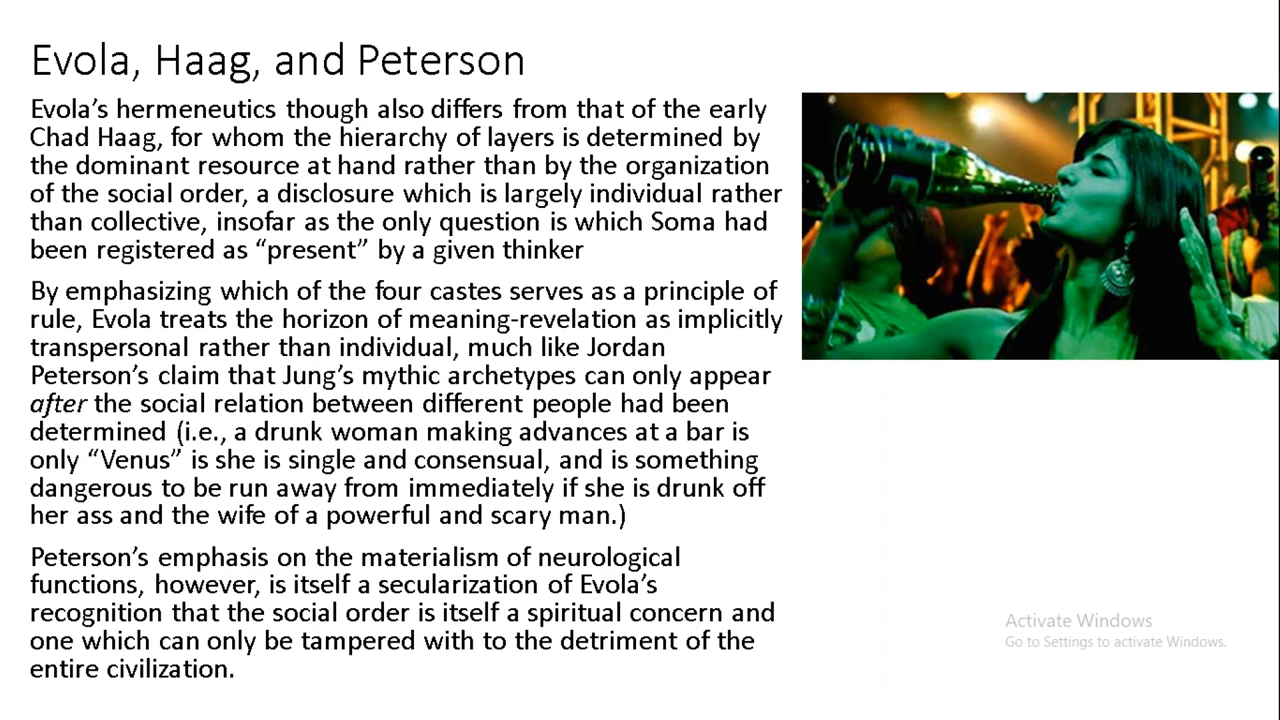 Evola, Haag, and Peterson
Evola's hermeneutics though also differs from that of the early
Chad Haag, for whom the hierarchy of layers is determined by
the dominant resource at hand rather than by the organization
of the social order, a disclosure which is largely individual rather
than collective, insofar as the only question is which Soma had
been registered as “present” by a given thinker
By emphasizing which of the four castes serves as a principle of
rule, Evola treats the horizon of meaning-revelation as implicitly
transpersonal rather than individual, much like Jordan
Peterson's claim that Jung's mythic archetypes can only appear
after the social relation between different people had been
determined (i.e., a drunk woman making advances at a bar is
only “Venus” is she is single and consensual, and is something
dangerous to be run away from immediately if she is drunk off
her ass and the wife of a powerful and scary man.)
Peterson's emphasis on the materialism of neurological
functions, however, is itself a secularization of Evola's
recognition that the social order is itself a spiritual concern and
one which can only be tampered with to the detriment of the
entire civilization.
Activate Windows
Go to Settings to activate Windows.